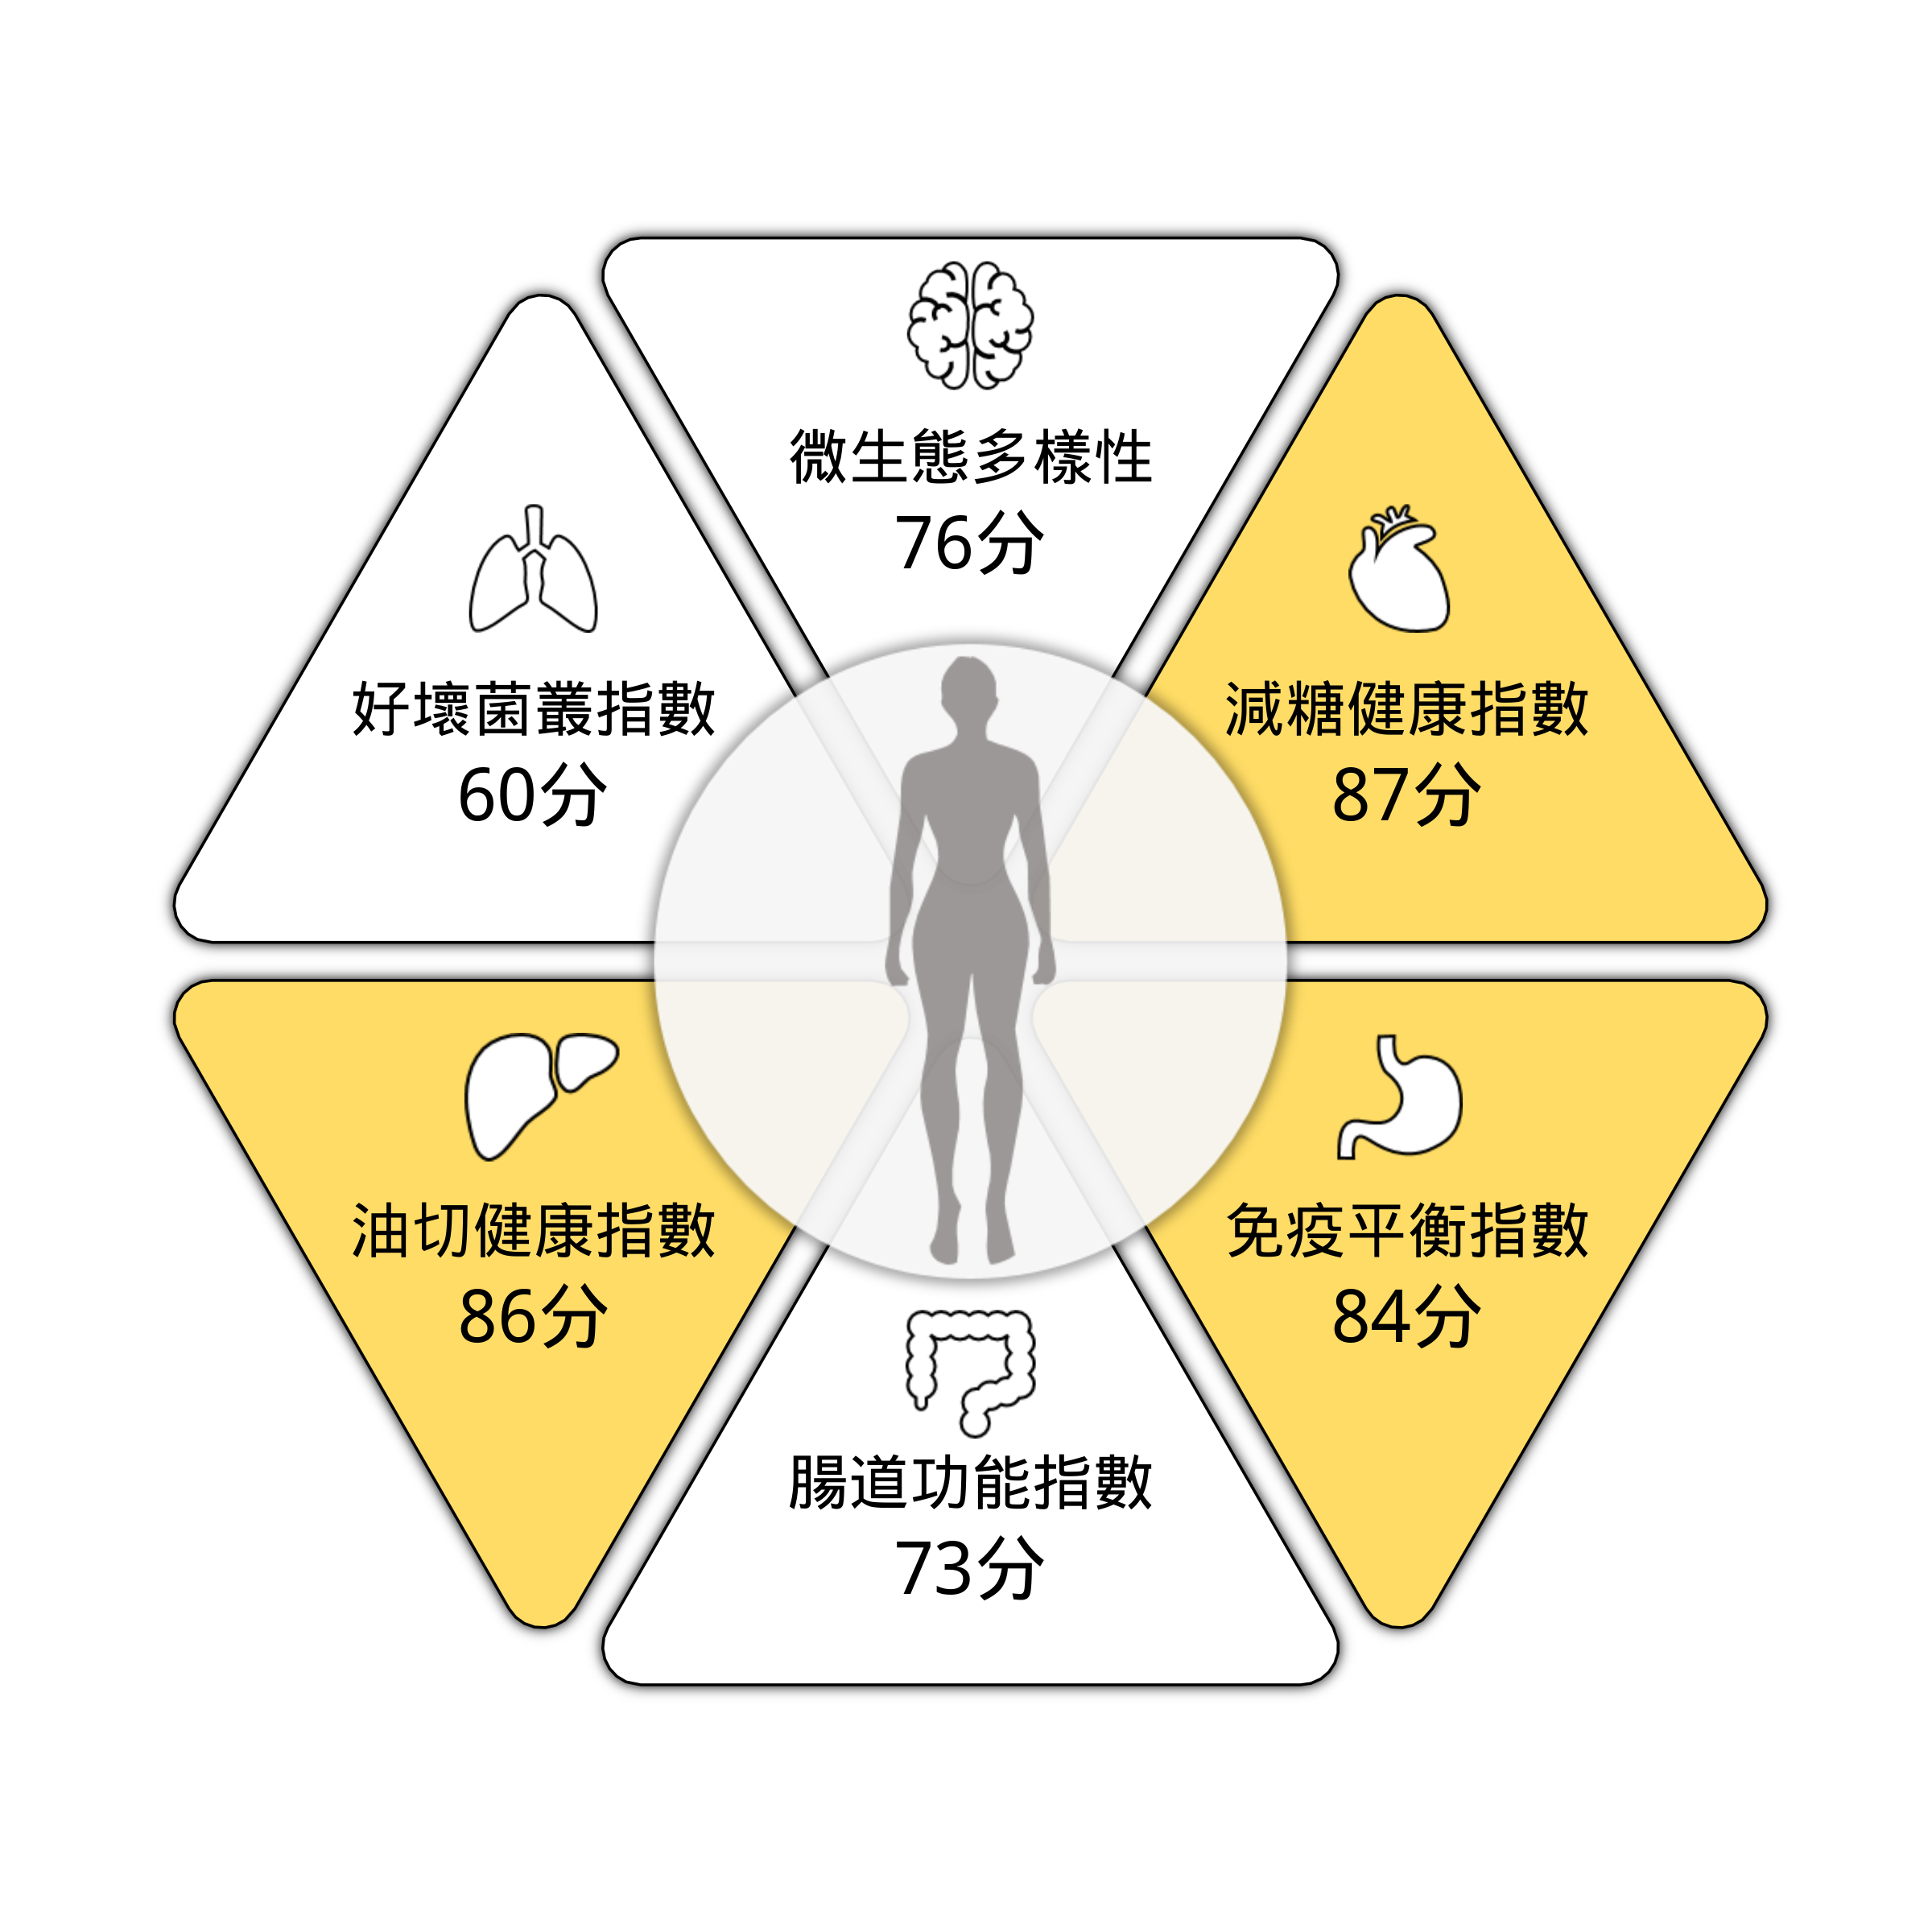 微生態多樣性
76分
好壞菌叢指數
60分
減糖健康指數
87分
油切健康指數
86分
免疫平衡指數
84分
腸道功能指數
73分